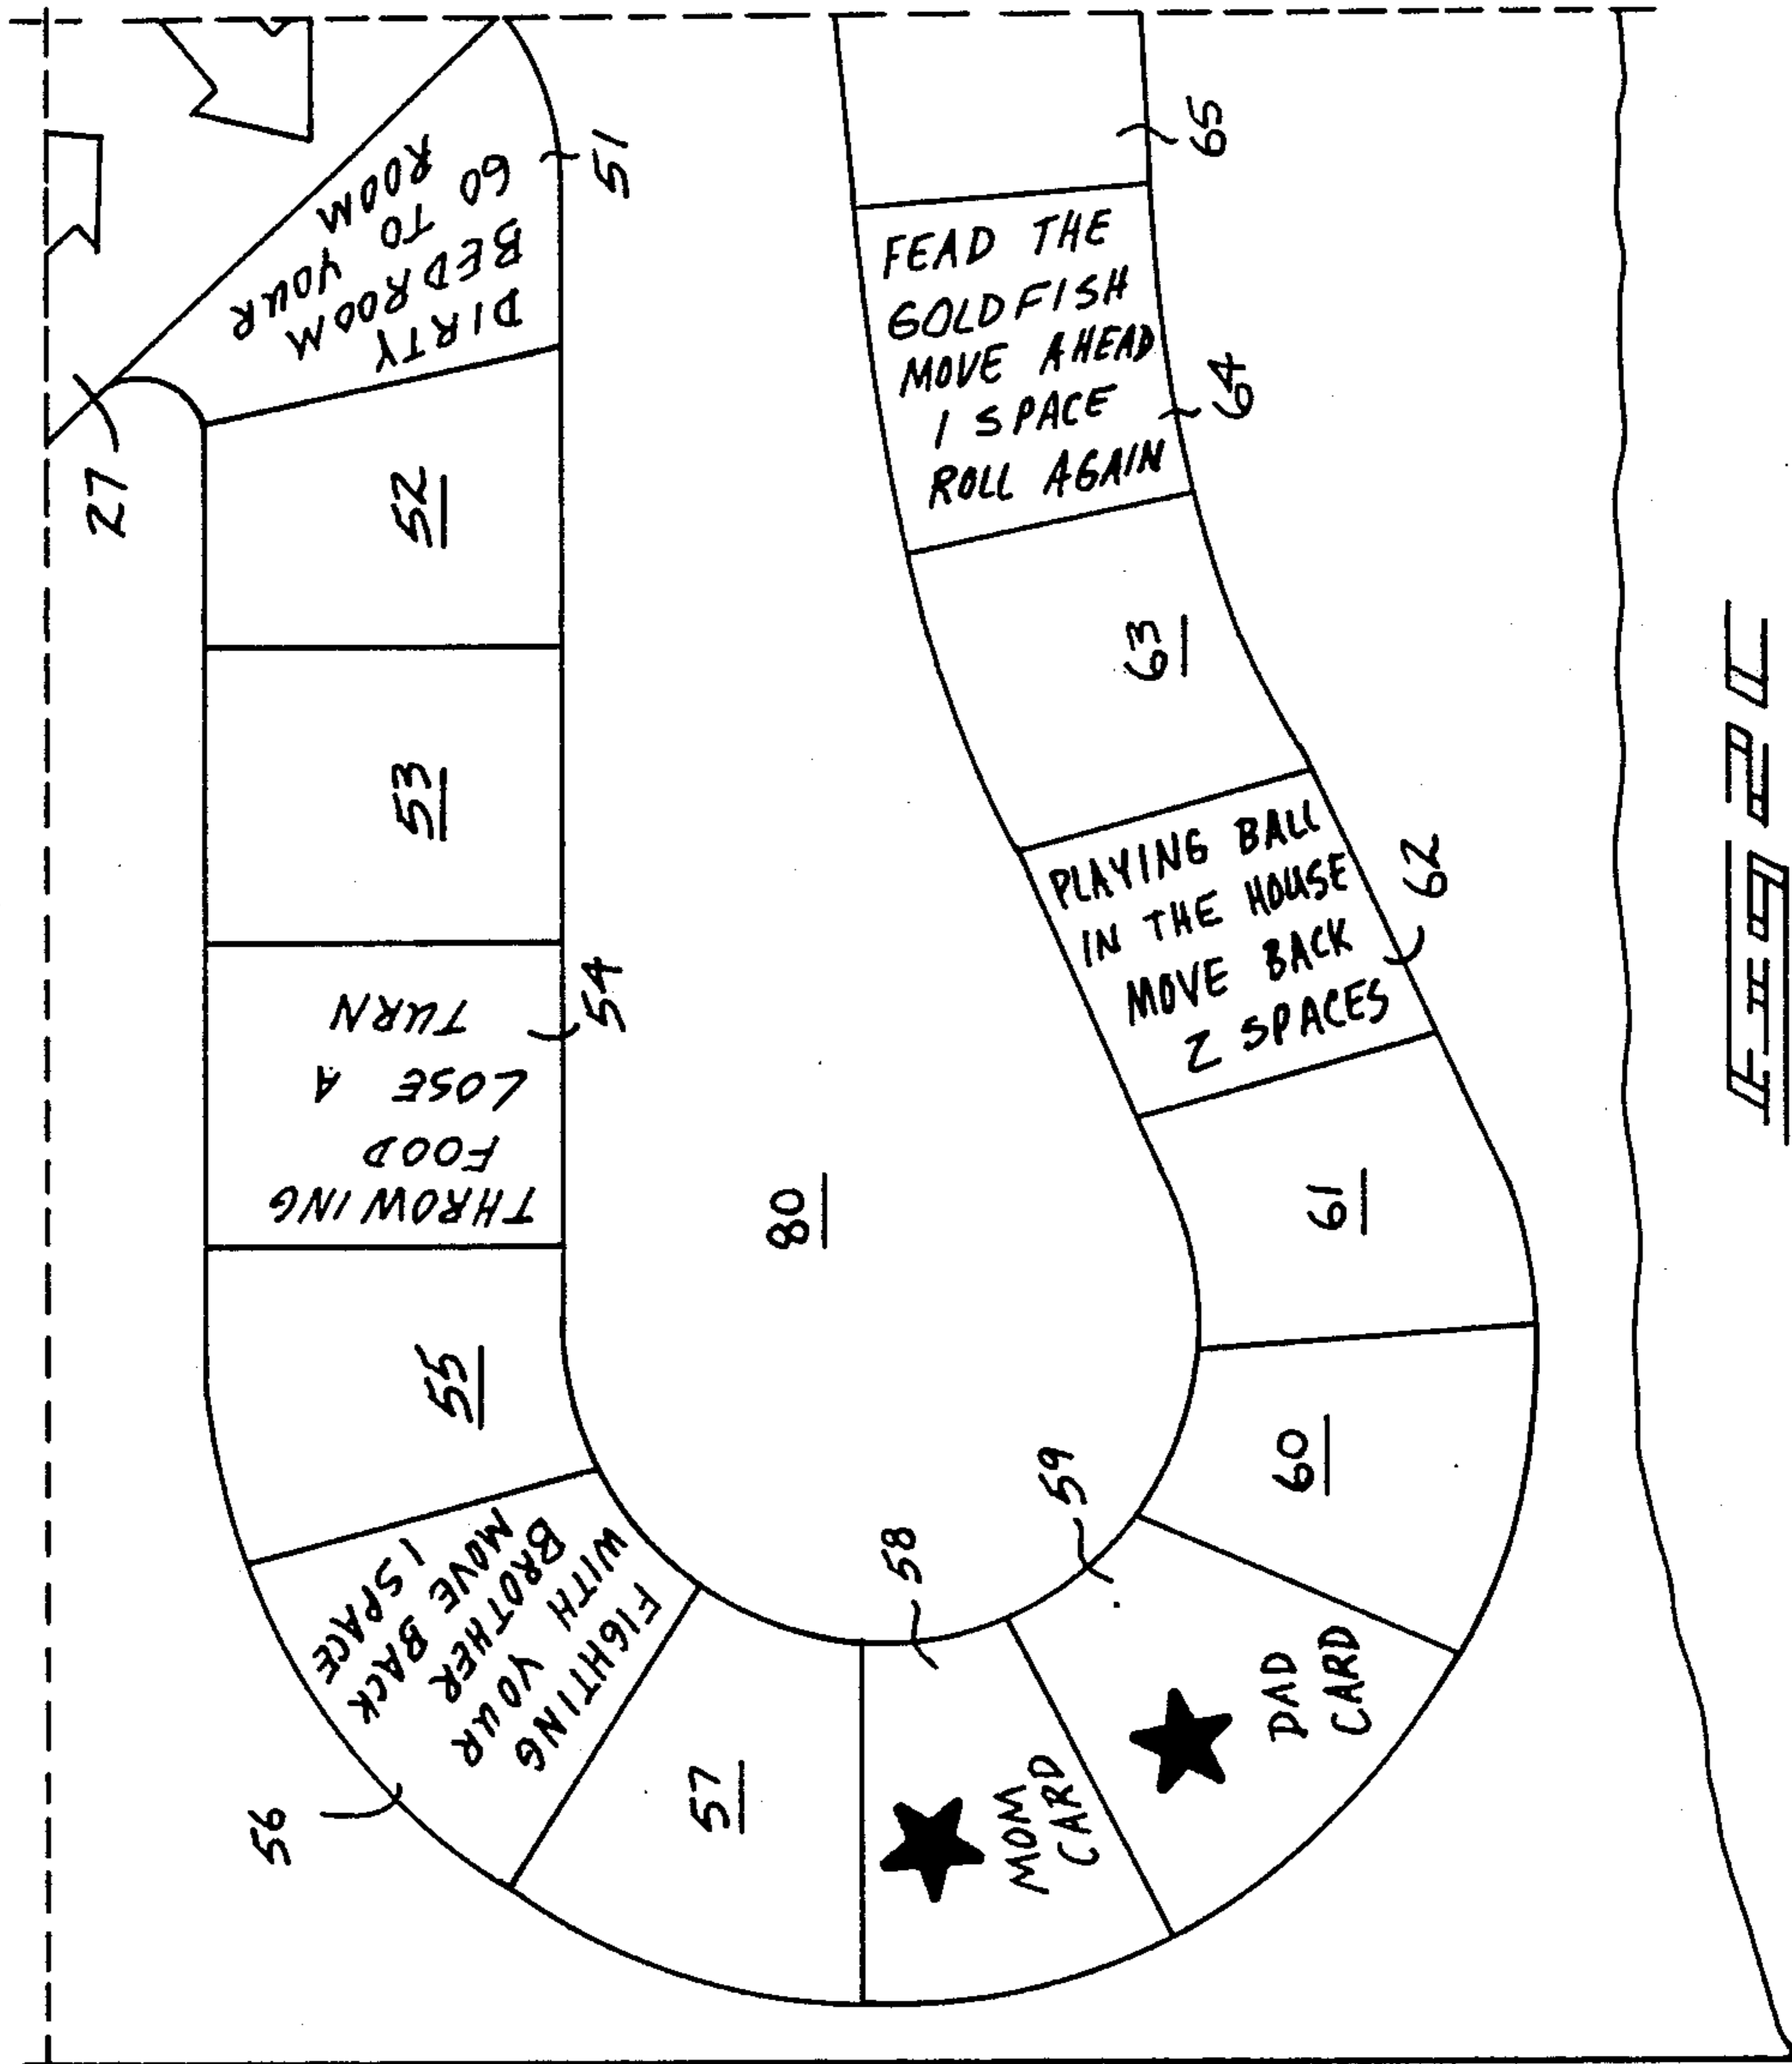 27
DIRTY
BEDROOM
GO TO YOUR
ROOM
51
52
53
THROWING
FOOD
LOSE A
TURN
54
55
FIGHTING
WITH YOUR
BROTHER
MOVE BACK
1 SPACE
56
57
58
MOM
CARD
59
DAD
CARD
60
61
PLAYING BALL
IN THE HOUSE
MOVE BACK
2 SPACES
62
63
FEAD THE
GOLDFISH
MOVE AHEAD
1 SPACE
ROLL AGAIN
64
65
80
FIG 2C